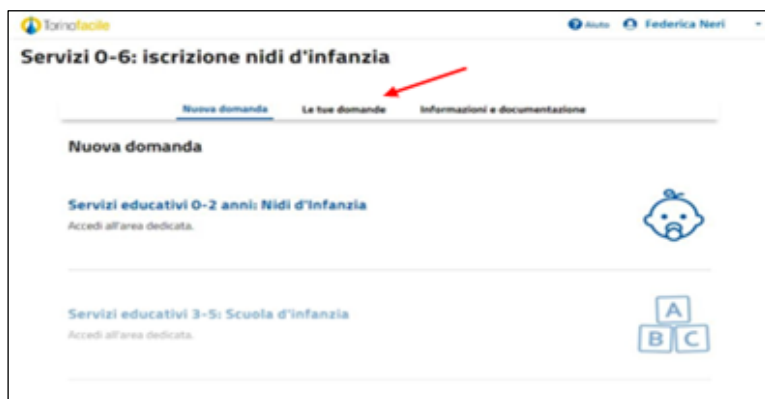 Torinofacile
Aiuto Federica Neri
Servizi 0-6: iscrizione nidi d'infanzia
Nuova domanda Le tue domande Informazioni e documentazione
Nuova domanda
Servizi educativi 0-2 anni: Nidi d'Infanzia
Accedi all'area dedicata.
Servizi educativi 3-5: Scuola d'infanzia
Accedi all'area dedicata.
A
B C